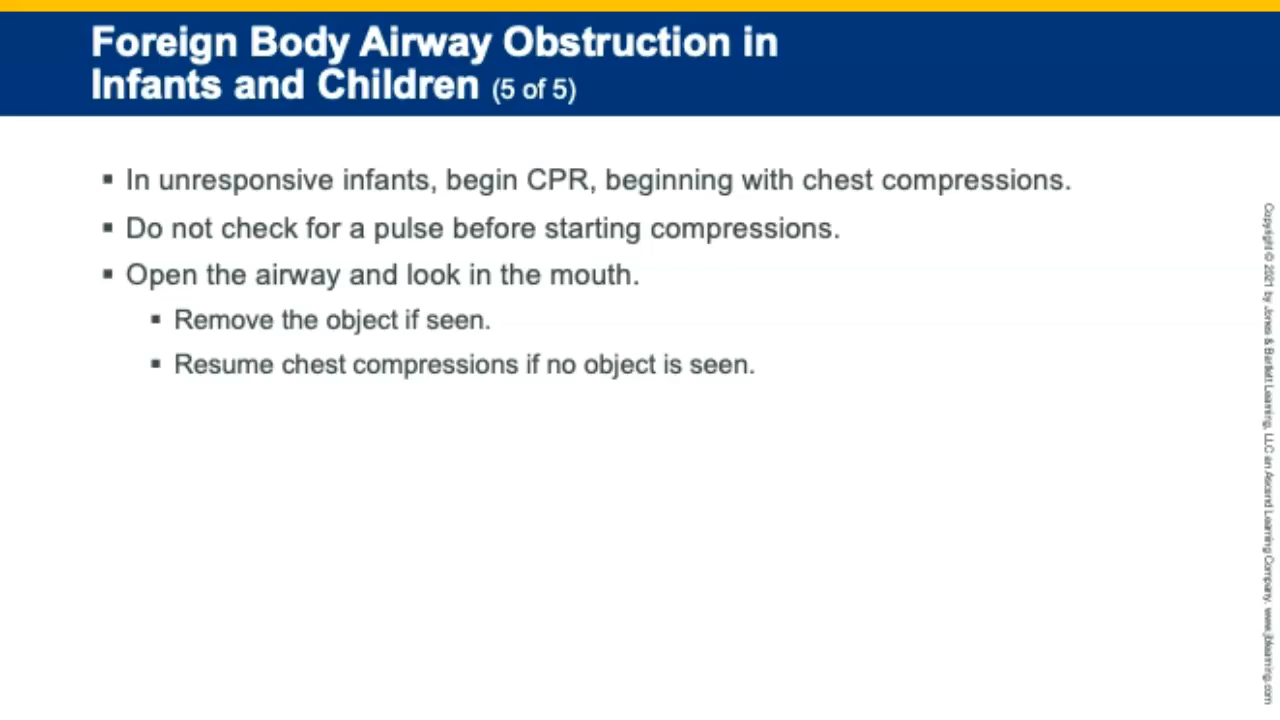 Foreign Body Airway Obstruction in
Infants and Children (5 of 5)
▪ In unresponsive infants, begin CPR, beginning with chest compressions.
▪ Do not check for a pulse before starting compressions.
▪ Open the airway and look in the mouth.
▪ Remove the object if seen.
▪ Resume chest compressions if no object is seen.
Copyright © 2021 by Jones & Bartlett Learning, LLC an Ascend Learning Company. www.jblearning.com